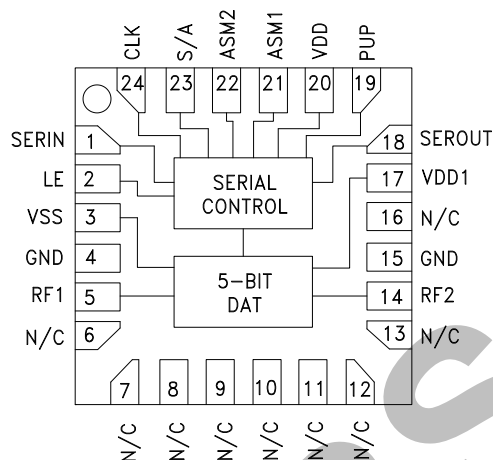 CLK S/A ASM2 ASM1 VDD PUP
24 23 22 21 20 19
SERIN 1
18 SEROUT
LE 2
17 VDD1
SERIAL
CONTROL
VSS 3
16 N/C
GND 4
15 GND
5-BIT
DAT
RF1 5
14 RF2
N/C 6
13 N/C
7 8 9 10 11 12
N/C N/C N/C N/C N/C N/C